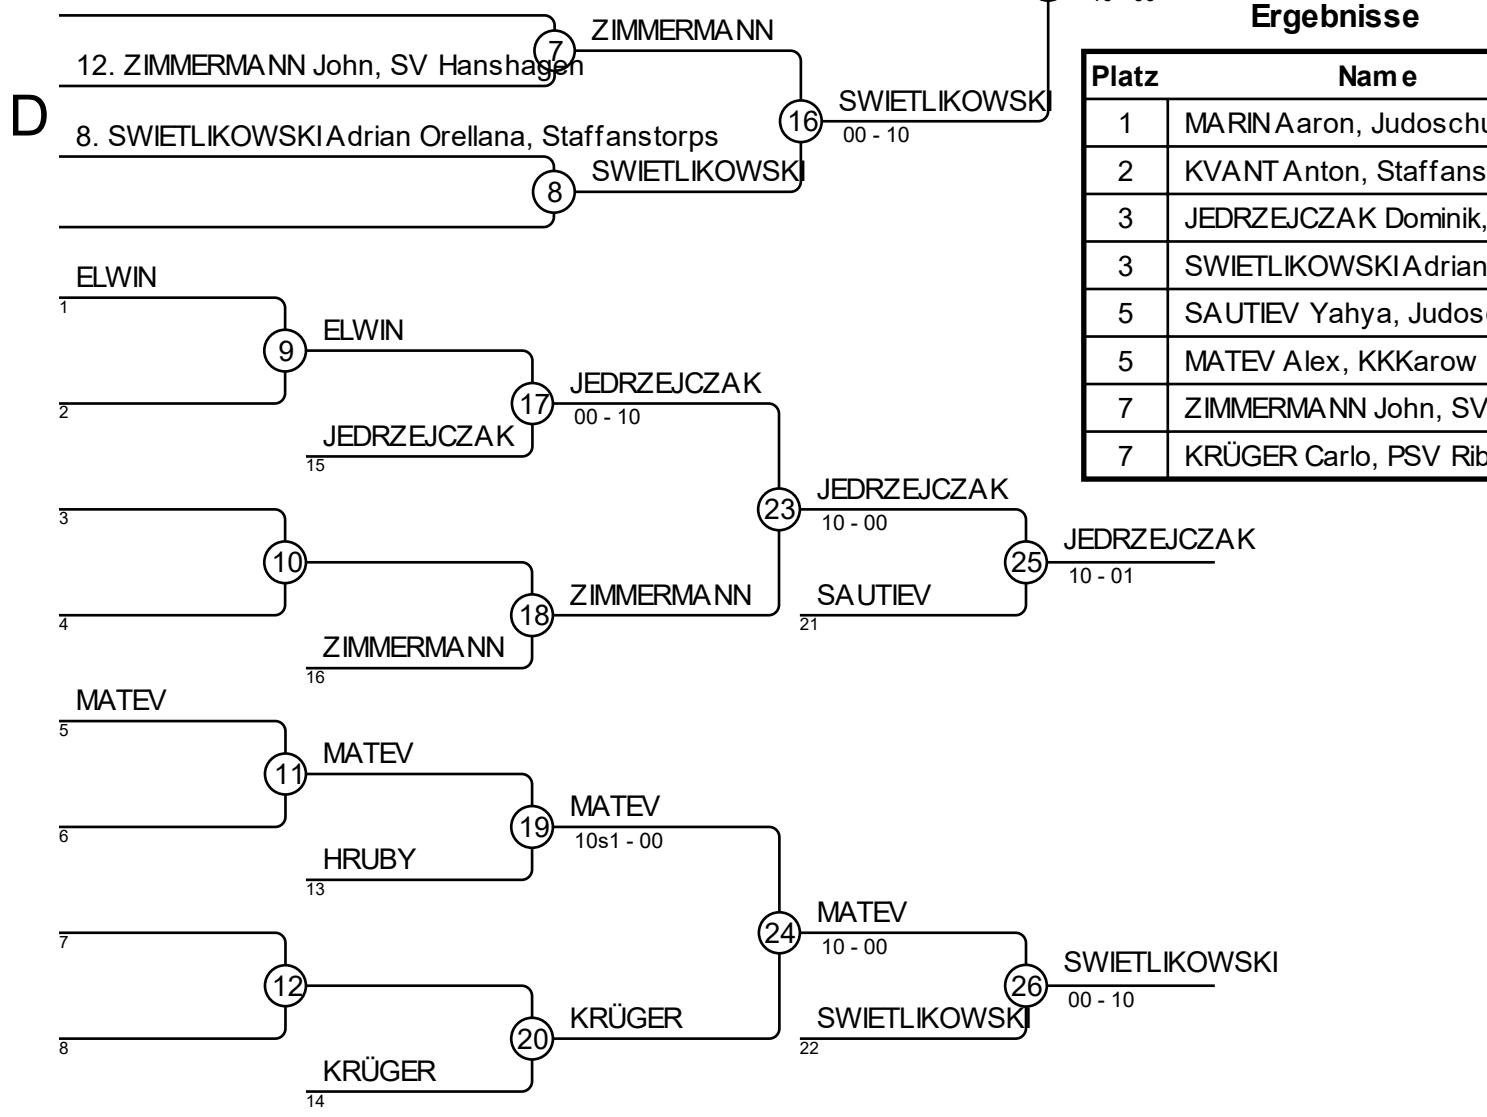 Ergebnisse
ZIMMERMANN
7
12. ZIMMERMANN John, SV Hanshagen
D
8. SWIETLIKOWSKI Adrian Orellana, Staffanstorps
SWIETLIKOWSKI
16
00 - 10
SWIETLIKOWSKI
8
Platz Name
1 MARIN Aaron, Judoschu
2 KVANT Anton, Staffans
3 JEDRZEJCZAK Dominik,
3 SWIETLIKOWSKI Adrian
5 SAUTIEV Yahya, Judos
5 MATEV Alex, KKKarow
7 ZIMMERMANN John, SV
7 KRÜGER Carlo, PSV Rib
ELWIN
1
9
ELWIN
2
17
JEDRZEJCZAK
00 - 10
JEDRZEJCZAK
15
3
10
4
18
ZIMMERMANN
ZIMMERMANN
16
23
JEDRZEJCZAK
10 - 00
SAUTIEV
21
25
JEDRZEJCZAK
10 - 01
MATEV
5
11
MATEV
6
19
MATEV
10s1 - 00
HRUBY
13
7
12
8
20
KRÜGER
KRÜGER
14
24
MATEV
10 - 00
SWIETLIKOWSKI
22
26
SWIETLIKOWSKI
00 - 10